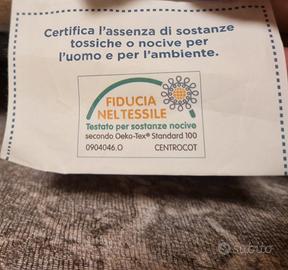 Certifica l'assenza di sostanze
tossiche o nocive per
l'uomo e per l'ambiente.
FIDUCIA
NEL TESSILE
Testato per sostanze nocive
secondo Oeko-Tex® Standard 100
0904046.O CENTROCOT
subito